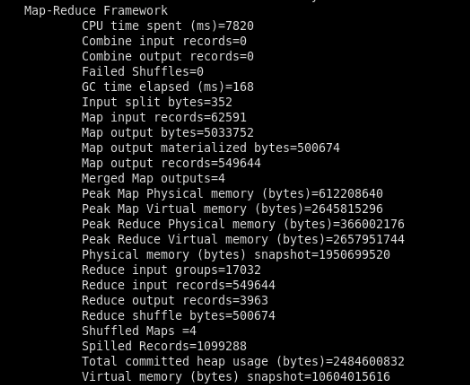 Map-Reduce Framework
CPU time spent (ms)=7820
Combine input records=0
Combine output records=0
Failed Shuffles=0
GC time elapsed (ms)=168
Input split bytes=352
Map input records=62591
Map output bytes=5033752
Map output materialized bytes=500674
Map output records=549644
Merged Map outputs=4
Peak Map Physical memory (bytes)=612208640
Peak Map Virtual memory (bytes)=2645815296
Peak Reduce Physical memory (bytes)=366002176
Peak Reduce Virtual memory (bytes)=2657951744
Physical memory (bytes) snapshot=1950699520
Reduce input groups=17032
Reduce input records=549644
Reduce output records=3963
Reduce shuffle bytes=500674
Shuffled Maps =4
Spilled Records=1099288
Total committed heap usage (bytes)=2484600832
Virtual memory (bytes) snapshot=10604015616